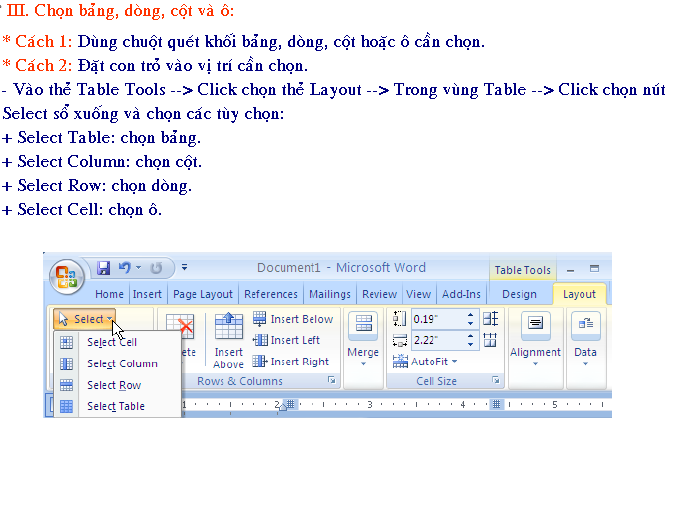 III. Chọn bảng, dòng, cột và ô:
* Cách 1: Dùng chuột quét khối bảng, dòng, cột hoặc ô cần chọn.
* Cách 2: Đặt con trỏ vào vị trí cần chọn.
- Vào thẻ Table Tools --> Click chọn thẻ Layout --> Trong vùng Table --> Click chọn nút
Select sổ xuống và chọn các tùy chọn:
+ Select Table: chọn bảng.
+ Select Column: chọn cột.
+ Select Row: chọn dòng.
+ Select Cell: chọn ô.
Document1 - Microsoft Word
Table Tools
Home Insert Page Layout References Mailings Review View Add-Ins Design Layout
Select
Select Cell
Select Column
Select Row
Select Table
ete
Insert Above
Insert Below
Insert Left
Insert Right
Rows & Columns
Merge
0.19"
2.22"
AutoFit
Cell Size
Alignment
Data
1 2 3 4 5